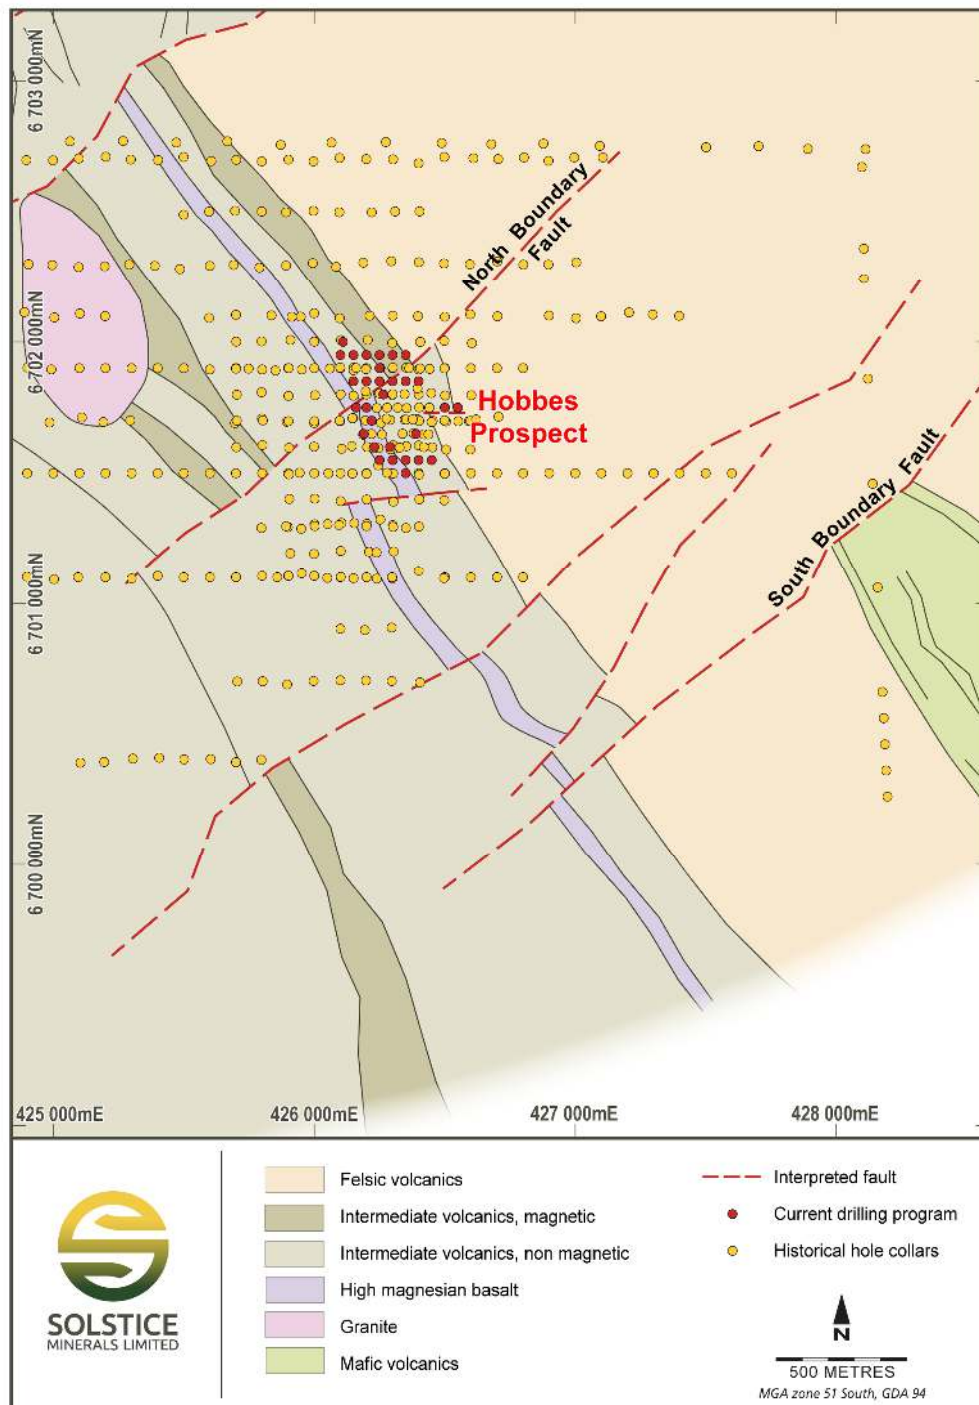 6 703 000mN
North Boundary
Fault
6 702 000mN
Hobbes
Prospect
South Boundary Fault
6 701 000mN
6 700 000mN
425 000mE
426 000mE
427 000mE
428 000mE
SOLSTICE
MINERALS LIMITED
Felsic volcanics
Intermediate volcanics, magnetic
Intermediate volcanics, non magnetic
High magnesian basalt
Granite
Mafic volcanics
Interpreted fault
Current drilling program
Historical hole collars
N
500 METRES
MGA zone 51 South, GDA 94